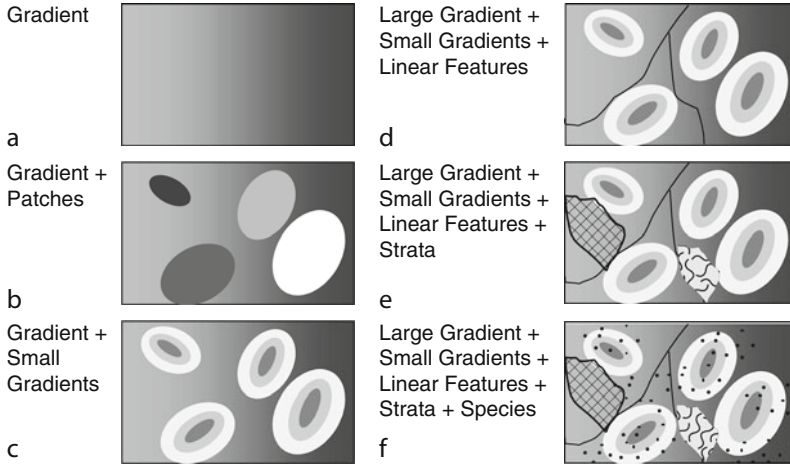 Gradient
a
Gradient +
Patches
b
Gradient +
Small
Gradients
c
Large Gradient +
Small Gradients +
Linear Features
d
Large Gradient +
Small Gradients +
Linear Features +
Strata
e
Large Gradient +
Small Gradients +
Linear Features +
Strata + Species
f